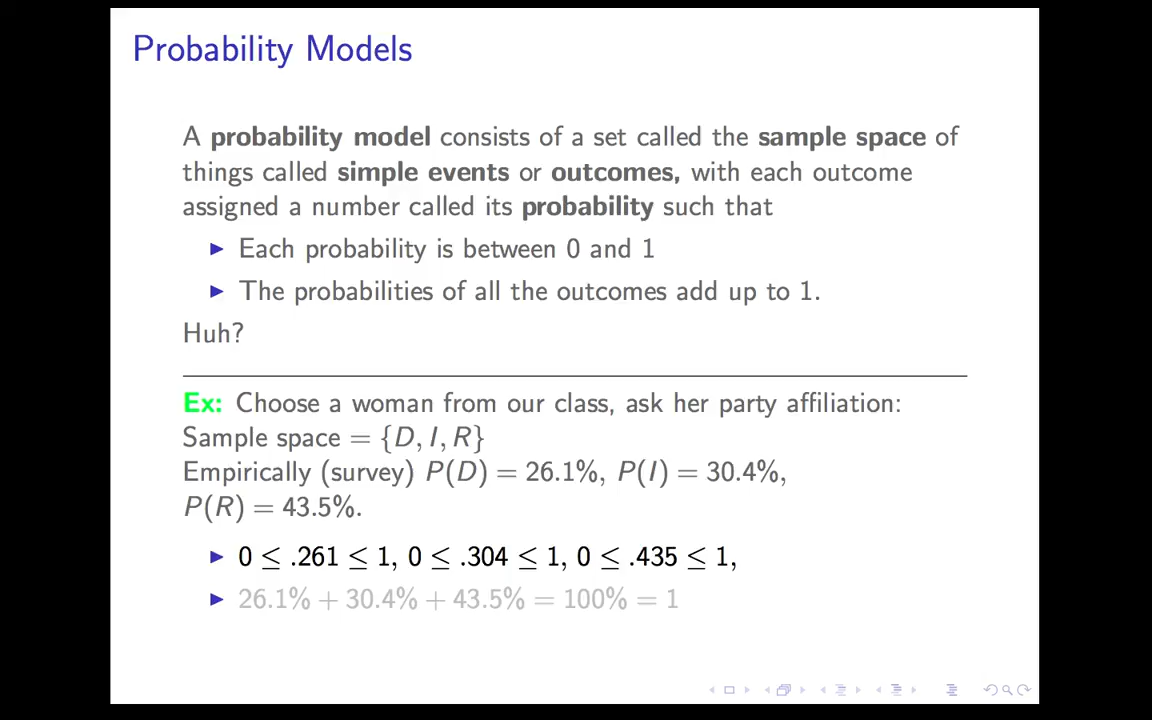 Probability Models
A probability model consists of a set called the sample space of
things called simple events or outcomes, with each outcome
assigned a number called its probability such that
► Each probability is between 0 and 1
► The probabilities of all the outcomes add up to 1.
Huh?
Ex: Choose a woman from our class, ask her party affiliation:
Sample space = {D, I, R}
Empirically (survey) P(D) = 26.1%, P(I) = 30.4%,
P(R) = 43.5%.
► 0 ≤ .261 ≤ 1, 0 ≤ .304 ≤ 1, 0 ≤ .435 ≤ 1,
► 26.1% + 30.4% + 43.5% = 100% = 1